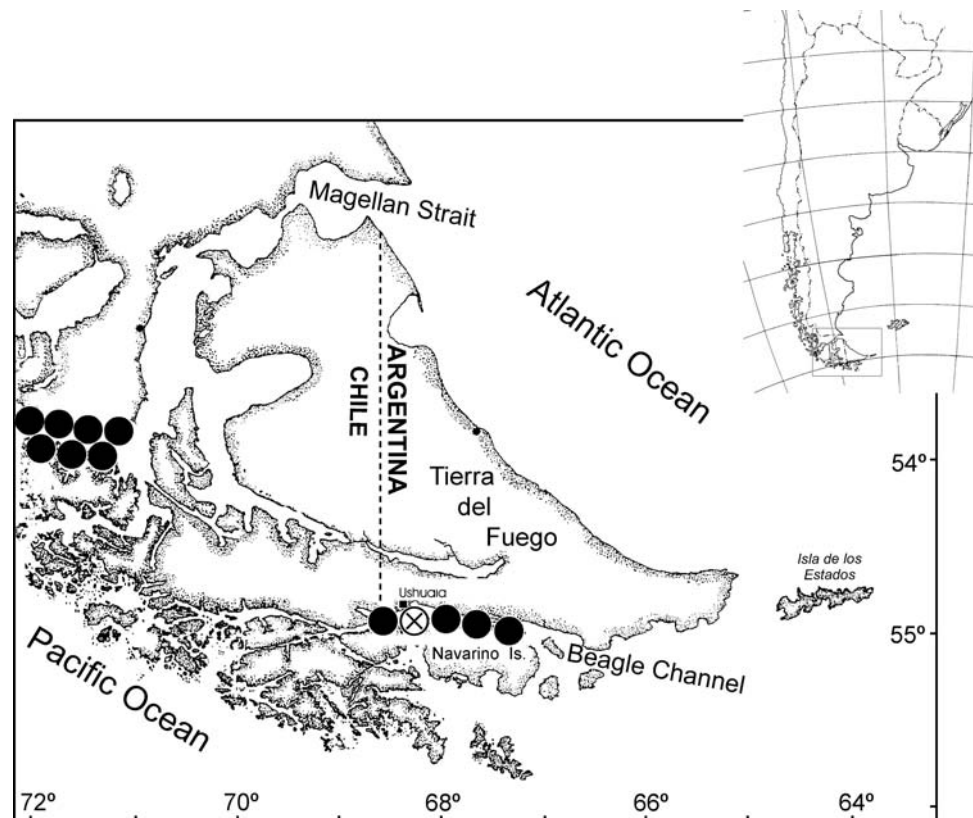 Magellan Strait
Atlantic Ocean
ARGENTINA
CHILE
54º
Tierra
del
Fuego
Isla de los
Estados
Ushuaia
55º
Navarino Is.
Beagle Channel
Pacific Ocean
72º 70º 68º 66º 64º